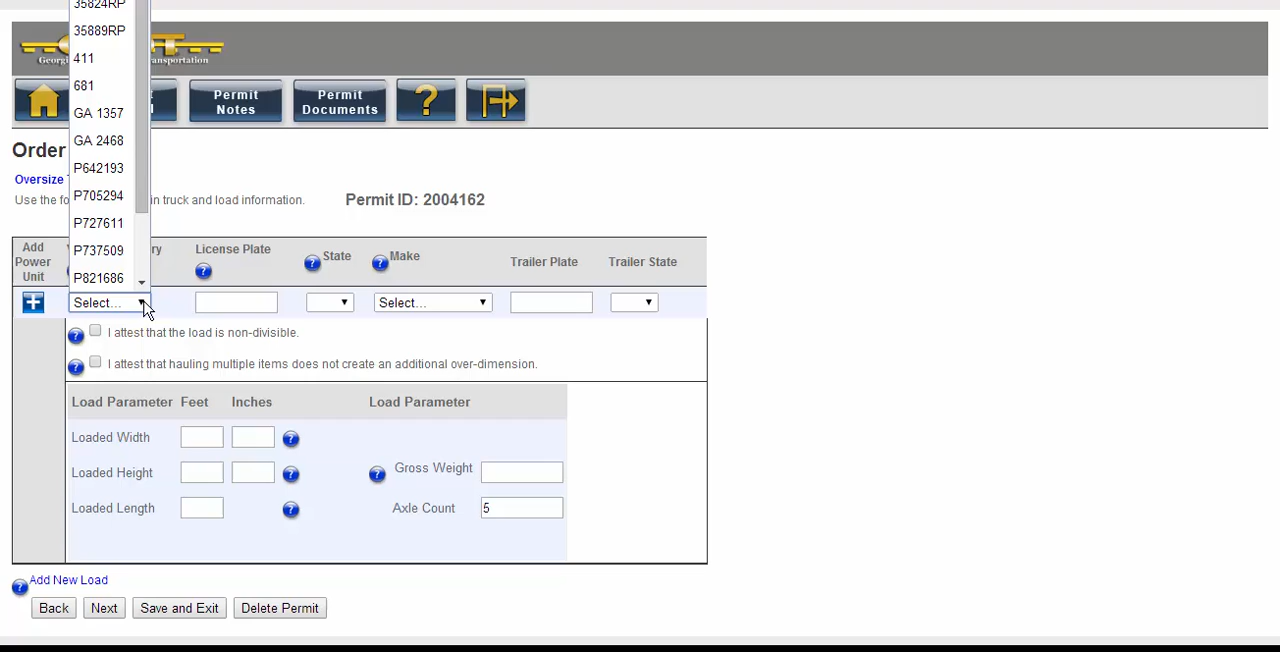 35824RP
35889RP
411
681
GA 1357
GA 2468
P642193
P705294
P727611
P737509
P821686
Permit Notes
Permit Documents
?
Order
Oversize
Use the fo
in truck and load information.
Permit ID: 2004162
Add Power Unit
License Plate
State
Make
Trailer Plate
Trailer State
Select...
Select...
I attest that the load is non-divisible.
I attest that hauling multiple items does not create an additional over-dimension.
Load Parameter Feet Inches Load Parameter
Loaded Width
Loaded Height
Gross Weight
Loaded Length
Axle Count 5
Add New Load
Back Next Save and Exit Delete Permit